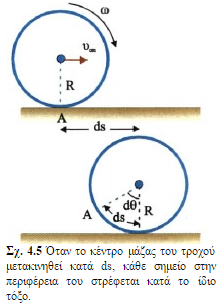 ω
υcm
R
A
ds
dθ
A
ds
R
Σχ. 4.5 Όταν το κέντρο μάζας του τροχού
μετακινηθεί κατά ds, κάθε σημείο στην
περιφέρεια του στρέφεται κατά το ίδιο
τόξο.